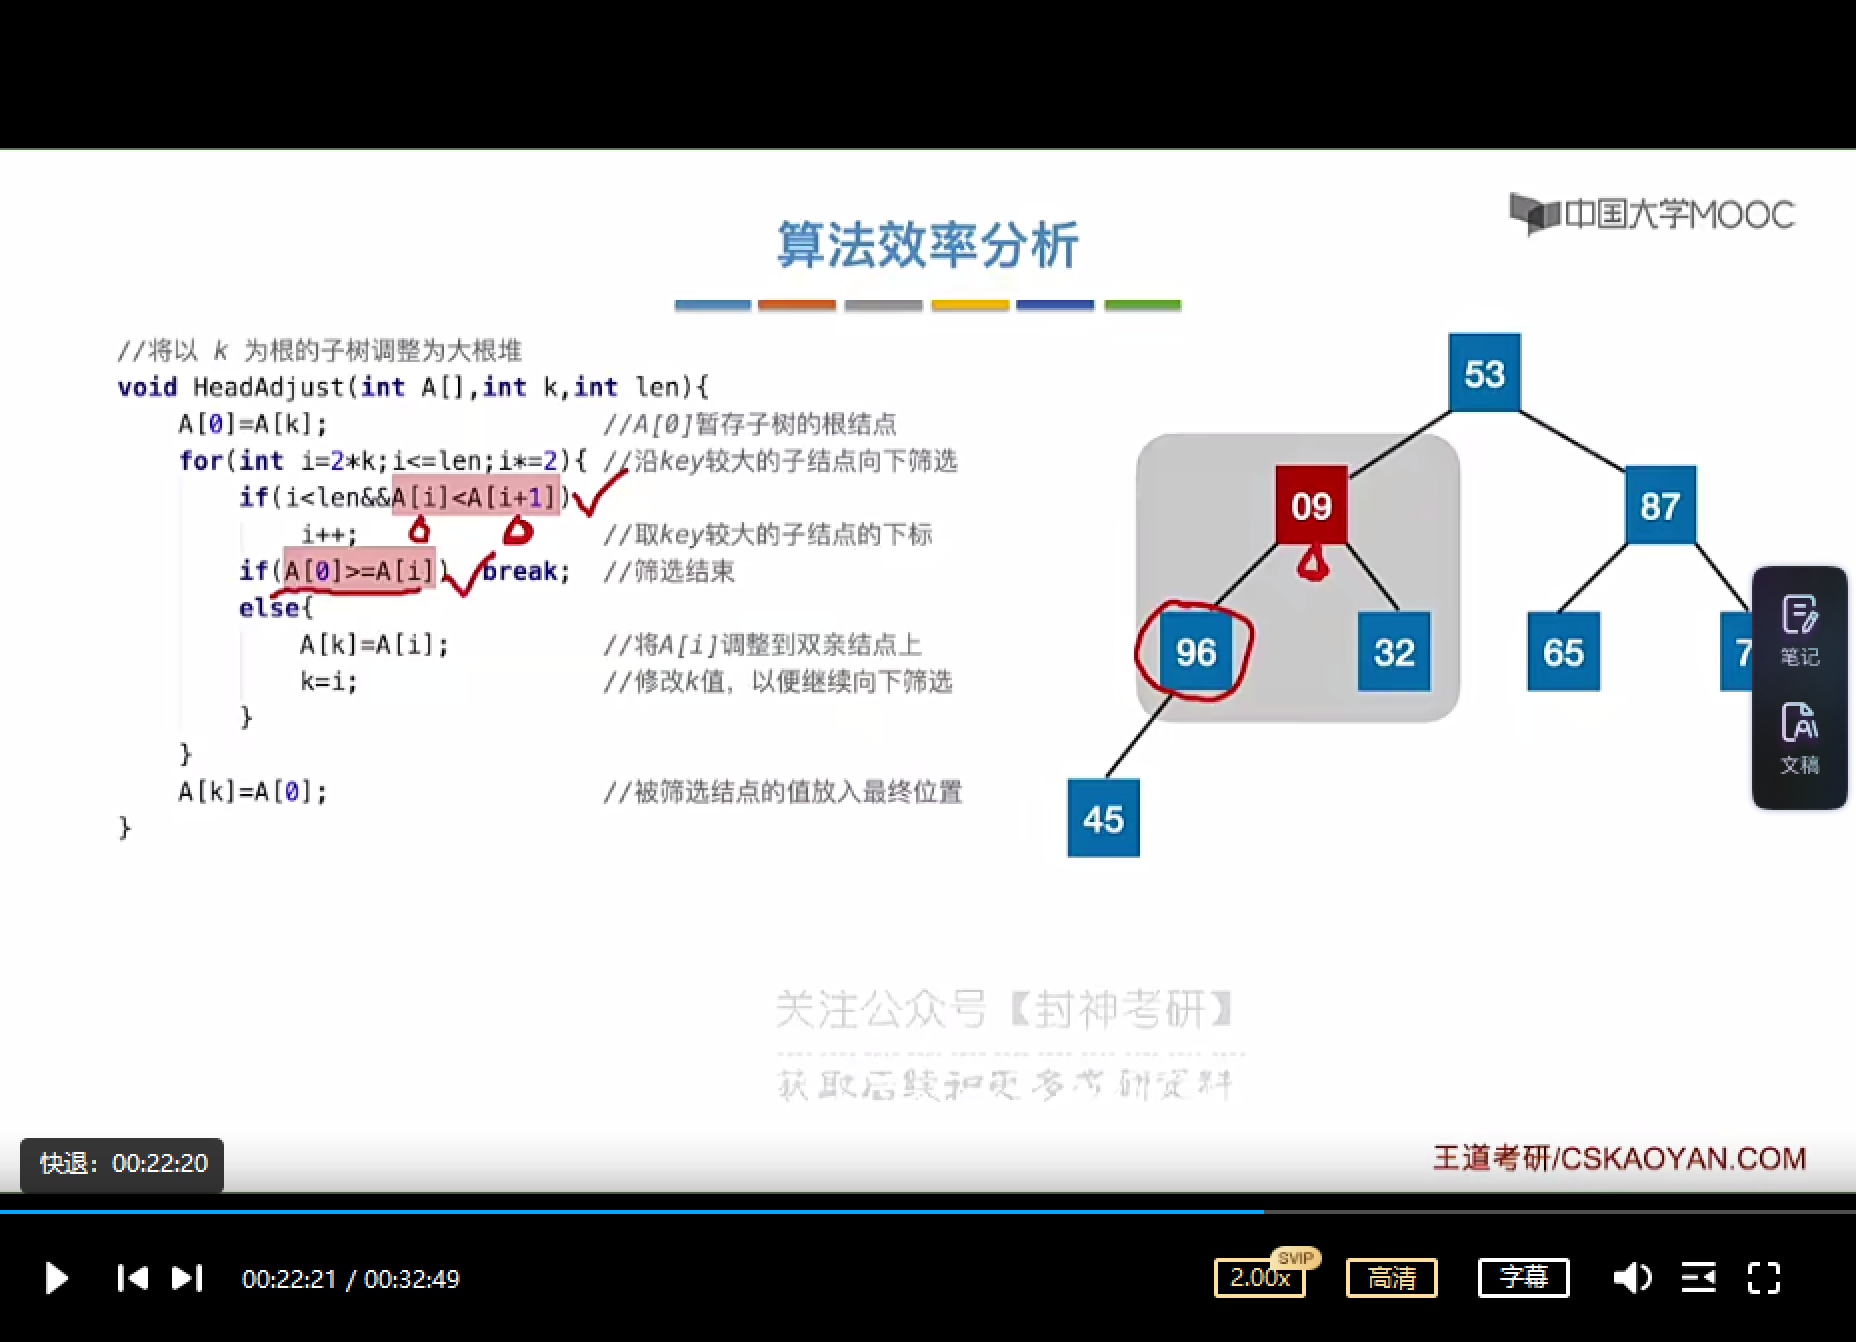 中国大学MOOC
算法效率分析
//将以 k 为根的子树调整为大根堆
void HeadAdjust(int A[],int k,int len){
A[0]=A[k]; //A[0]暂存子树的根结点
for(int i=2*k;i<=len;i*=2){ //沿key较大的子结点向下筛选
if(i<len&&A[i]<A[i+1])
i++; //取key较大的子结点的下标
if(A[0]>=A[i]) break; //筛选结束
else{
A[k]=A[i]; //将A[i]调整到双亲结点上
k=i; //修改k值，以便继续向下筛选
}
}
A[k]=A[0]; //被筛选结点的值放入最终位置
}
53
09
87
96
32
65
7
45
笔记
文稿
关注公众号【封神考研】
获取后续和更多考研资料
王道考研/CSKAOYAN.COM
快退：00:22:20
00:22:21 / 00:32:49
2.00x
SVIP
高清
字幕